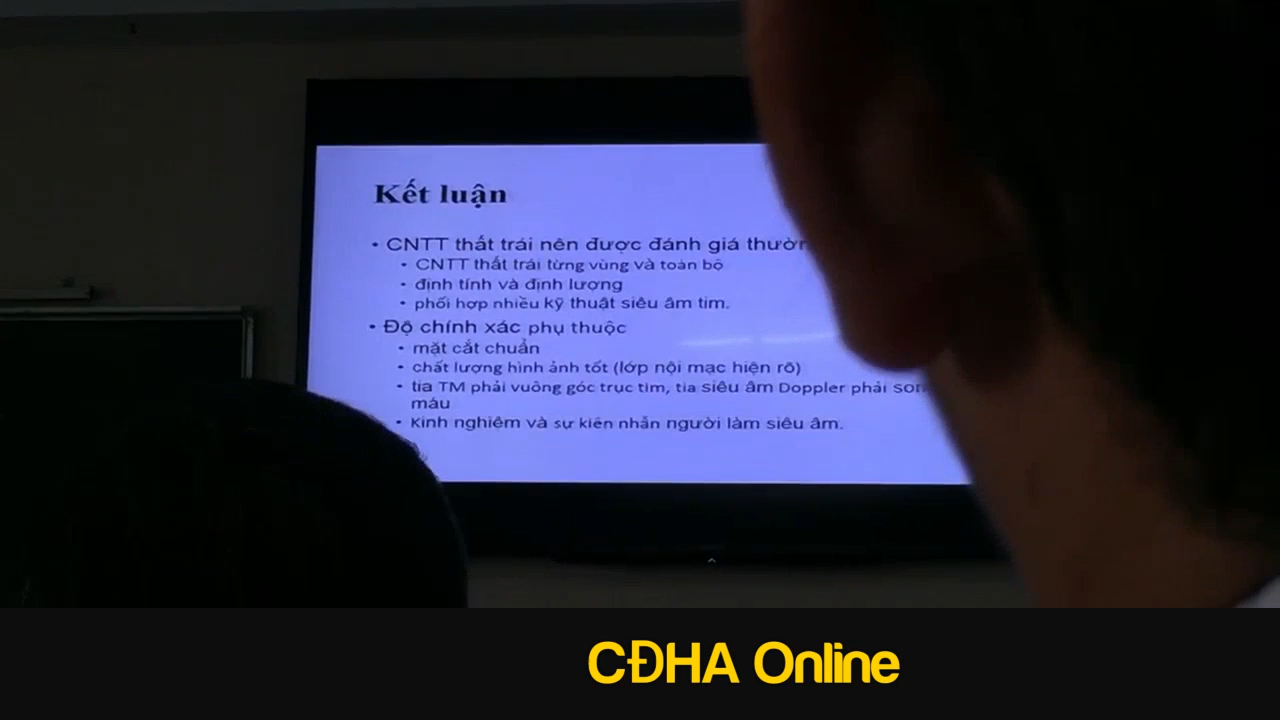 Kết luận
• CNTT thất trái nên được đánh giá
• CNTT thất trái từng vùng và toàn bộ
• định tính và định lượng
• phối hợp nhiều kỹ thuật siêu âm tim.
• Độ chính xác phụ thuộc
• mặt cắt chuẩn
• chất lượng hình ảnh tốt (lớp nội mạc hiện rõ)
• tia TM phải vuông góc trục tim, tia siêu âm Doppler phải
máu
• Kinh nghiệm và sự kiên nhẫn người làm siêu âm.
CĐHA Online